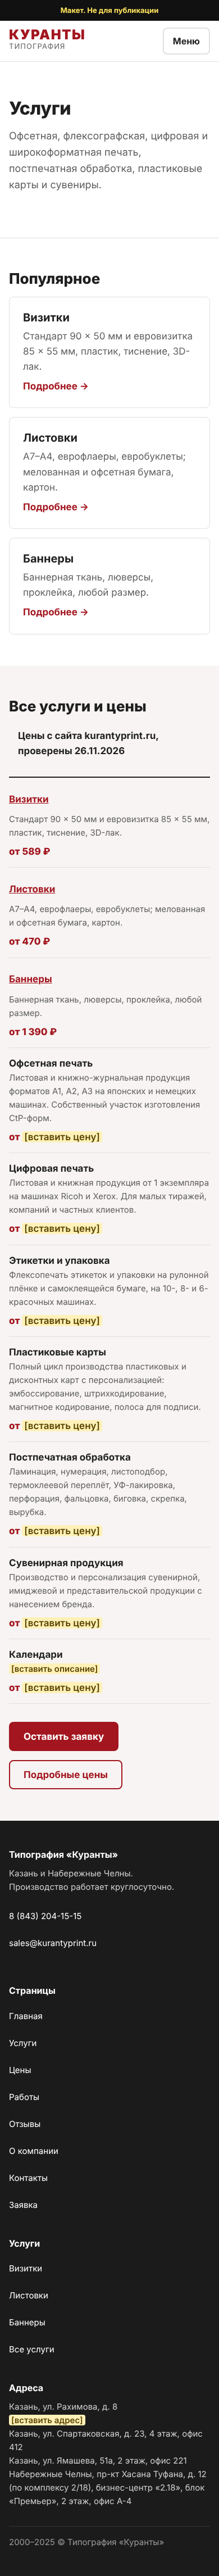 Макет. Не для публикации
КУРАНТЫ
ТИПОГРАФИЯ
Меню
Услуги
Офсетная, флексографская, цифровая и
широкоформатная печать,
постпечатная обработка, пластиковые
карты и сувениры.
Популярное
Визитки
Стандарт 90 × 50 мм и евровизитка
85 × 55 мм, пластик, тиснение, 3D-
лак.
Подробнее →
Листовки
А7–А4, еврофлаеры, евробуклеты;
мелованная и офсетная бумага,
картон.
Подробнее →
Баннеры
Баннерная ткань, люверсы,
проклейка, любой размер.
Подробнее →
Все услуги и цены
Цены с сайта kurantyprint.ru,
проверены 26.11.2026
Визитки
Стандарт 90 × 50 мм и евровизитка 85 × 55 мм,
пластик, тиснение, 3D-лак.
от 589 ₽
Листовки
А7–А4, еврофлаеры, евробуклеты; мелованная
и офсетная бумага, картон.
от 470 ₽
Баннеры
Баннерная ткань, люверсы, проклейка, любой
размер.
от 1 390 ₽
Офсетная печать
Листовая и книжно-журнальная продукция
форматов А1, А2, А3 на японских и немецких
машинах. Собственный участок изготовления
CtP-форм.
от [вставить цену]
Цифровая печать
Листовая и книжная продукция от 1 экземпляра
на машинах Ricoh и Xerox. Для малых тиражей,
компаний и частных клиентов.
от [вставить цену]
Этикетки и упаковка
Флексопечать этикеток и упаковки на рулонной
плёнке и самоклеящейся бумаге, на 10-, 8- и 6-
красочных машинах.
от [вставить цену]
Пластиковые карты
Полный цикл производства пластиковых и
дисконтных карт с персонализацией:
эмбоссирование, штрихкодирование,
магнитное кодирование, полоса для подписи.
от [вставить цену]
Постпечатная обработка
Ламинация, нумерация, листоподбор,
термоклеевой переплёт, УФ-лакировка,
перфорация, фальцовка, биговка, скрепка,
вырубка.
от [вставить цену]
Сувенирная продукция
Производство и персонализация сувенирной,
имиджевой и представительской продукции с
нанесением бренда.
от [вставить цену]
Календари
[вставить описание]
от [вставить цену]
Оставить заявку
Подробные цены
Типография «Куранты»
Казань и Набережные Челны.
Производство работает круглосуточно.
8 (843) 204-15-15
sales@kurantyprint.ru
Страницы
Главная
Услуги
Цены
Работы
Отзывы
О компании
Контакты
Заявка
Услуги
Визитки
Листовки
Баннеры
Все услуги
Адреса
Казань, ул. Рахимова, д. 8
[вставить адрес]
Казань, ул. Спартаковская, д. 23, 4 этаж, офис
412
Казань, ул. Ямашева, 51а, 2 этаж, офис 221
Набережные Челны, пр-кт Хасана Туфана, д. 12
(по комплексу 2/18), бизнес-центр «2.18», блок
«Премьер», 2 этаж, офис А-4
2000–2025 © Типография «Куранты»